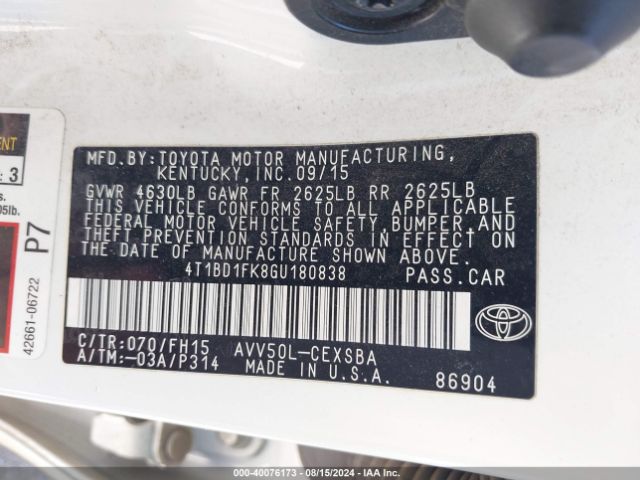 ENT
: 3
05lb.
P7
42661-06722
MFD.BY:TOYOTA MOTOR MANUFACTURING,
KENTUCKY,INC.09/15
GVWR 4630LB GAWR FR 2625LB RR 2625LB
THIS VEHICLE CONFORMS TO ALL APPLICABLE
FEDERAL MOTOR VEHICLE SAFETY,BUMPER,AND
THEFT PREVENTION STANDARDS IN EFFECT ON
THE DATE OF MANUFACTURE SHOWN ABOVE.
4T1BD1FK8GU180838 PASS.CAR
C/TR:070/FH15 AVV50L-CEXSBA
A/TM:-03A/P314 MADE IN U.S.A.
86904
000-40076173 - 08/15/2024 - IAA Inc.